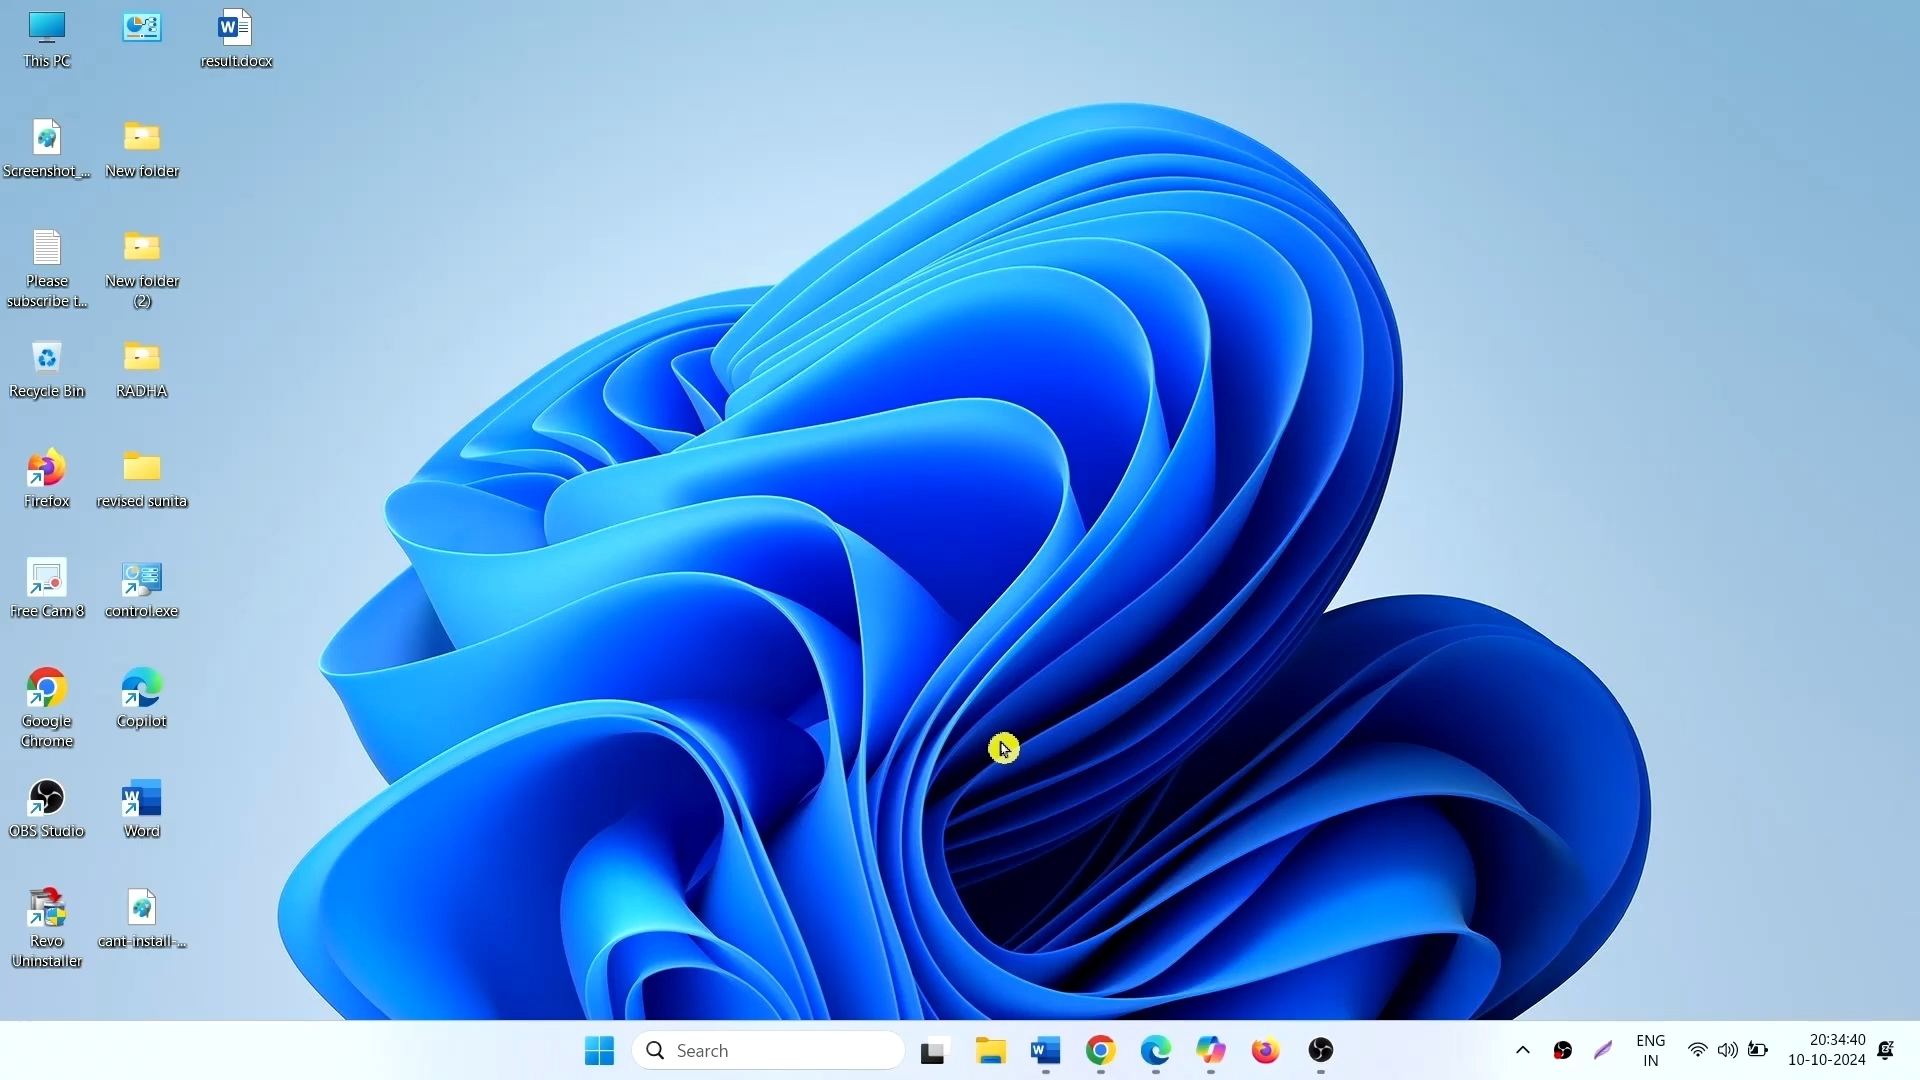 This PC
result.docx
Screenshot_...
New folder
Please
subscribe t...
New folder
(2)
Recycle Bin
RADHA
Firefox
revised sunita
Free Cam 8
control.exe
Google
Chrome
Copilot
OBS Studio
Word
Revo
Uninstaller
cant-install-...
Search
ENG
IN
20:34:40
10-10-2024